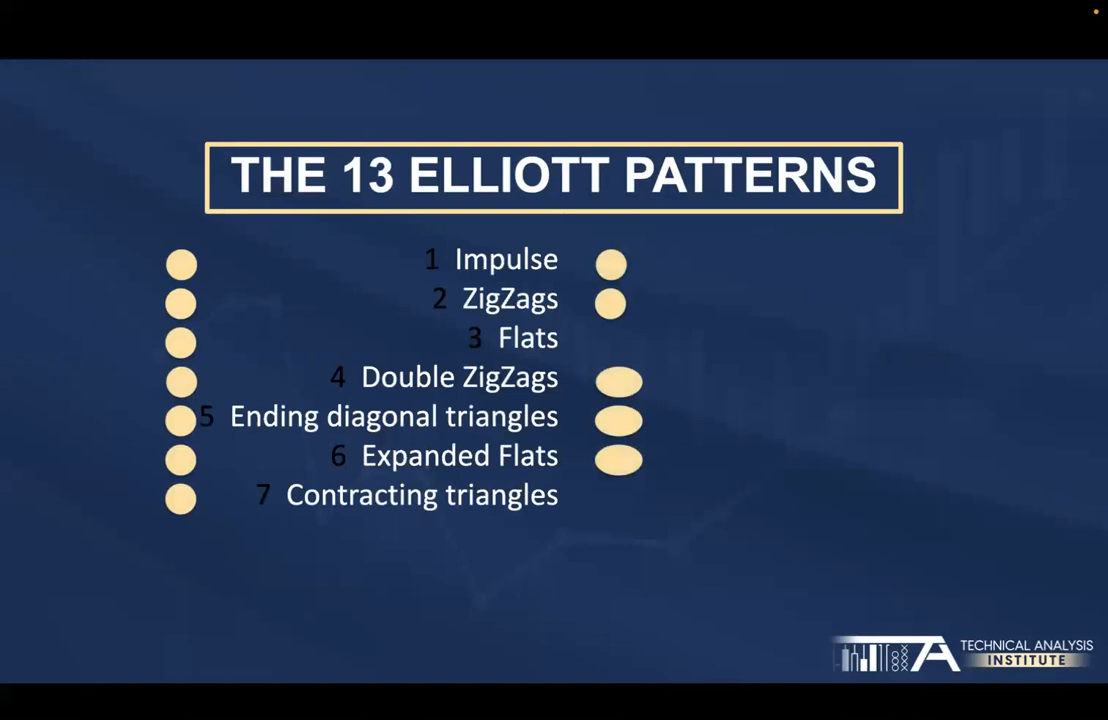 THE 13 ELLIOTT PATTERNS
1 Impulse
2 ZigZags
3 Flats
4 Double ZigZags
5 Ending diagonal triangles
6 Expanded Flats
7 Contracting triangles
TA TECHNICAL ANALYSIS
INSTITUTE